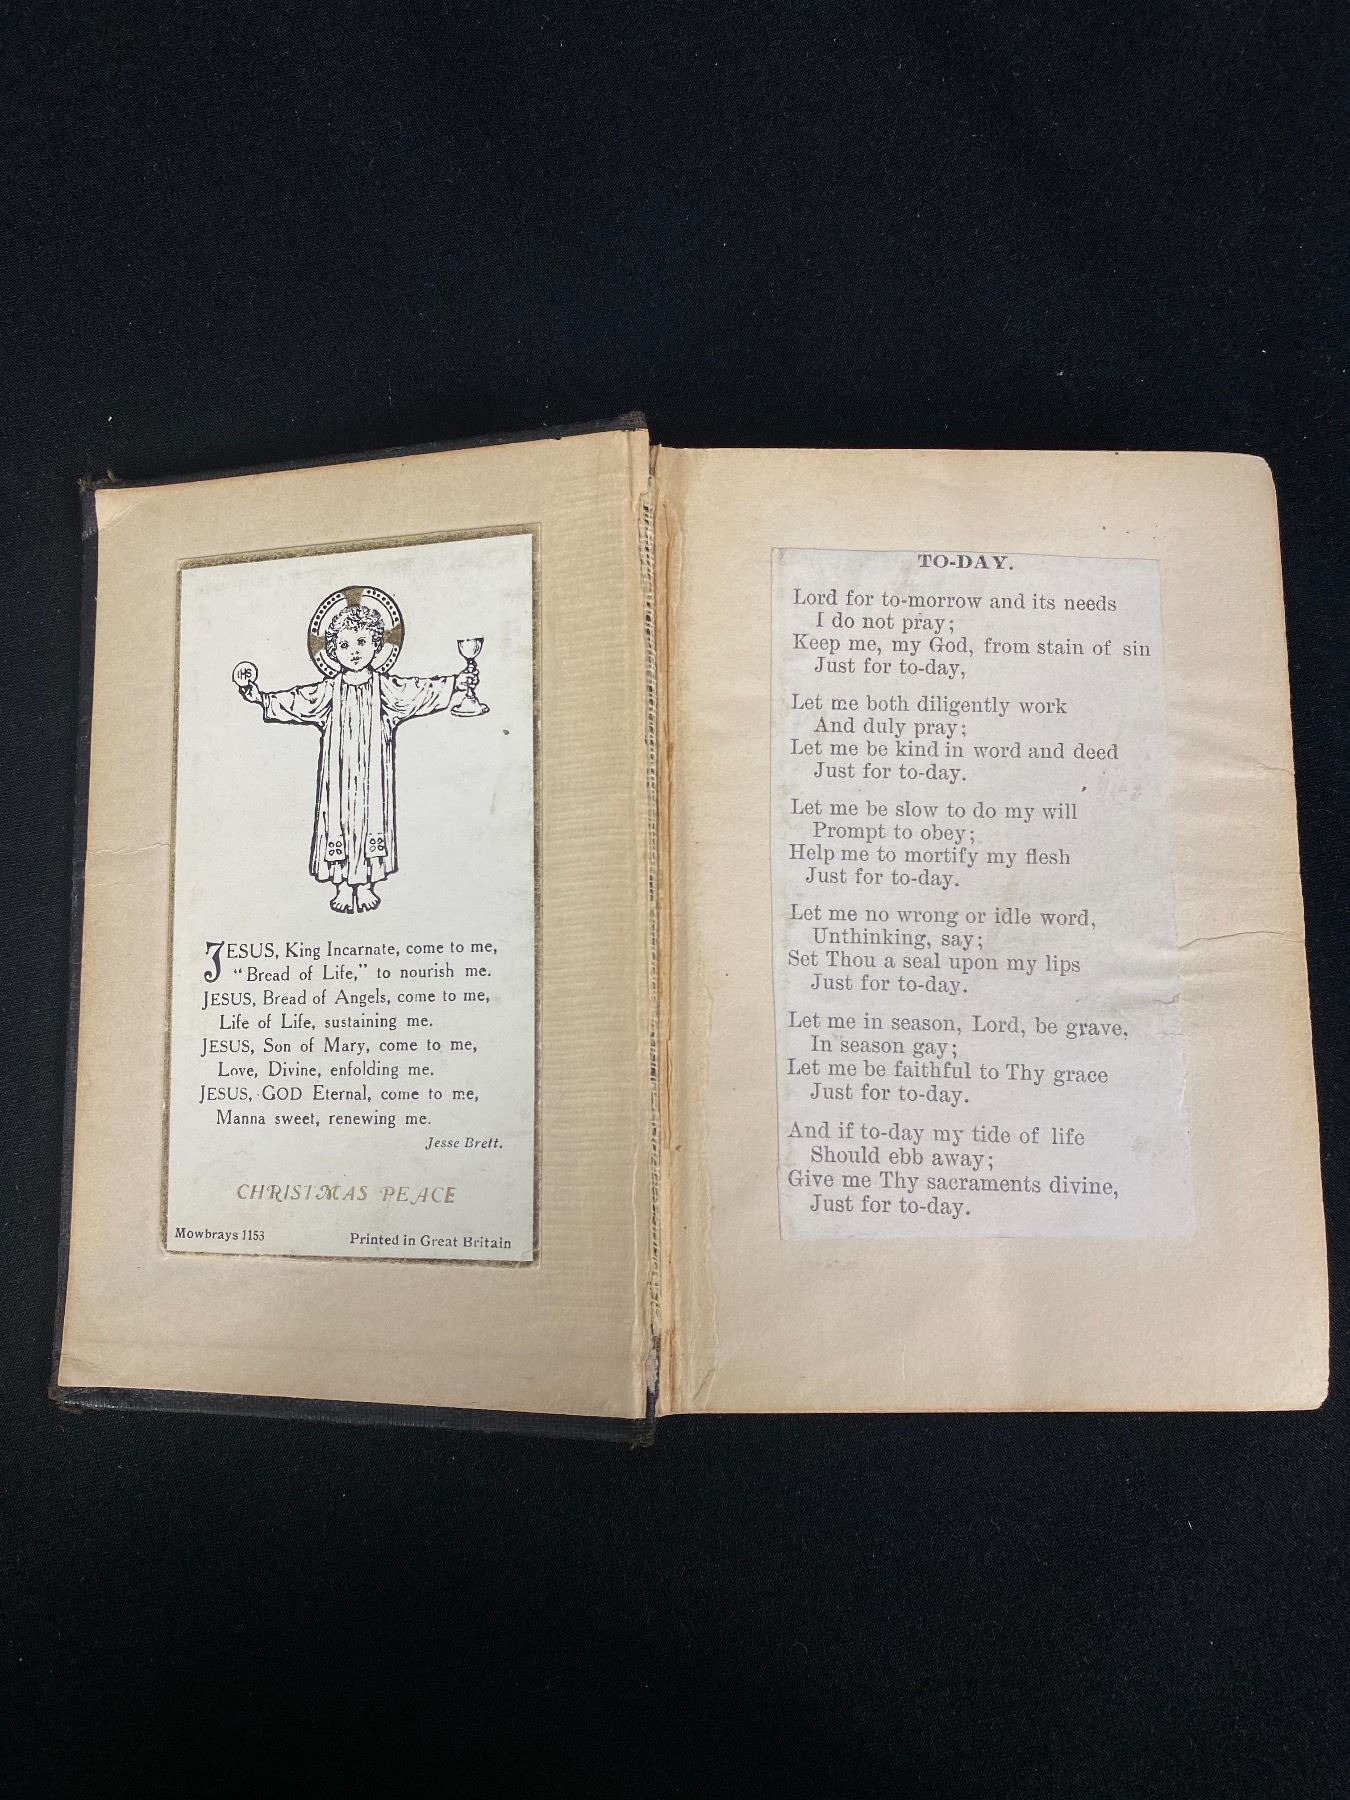 IHS
JESUS, King Incarnate, come to me,
"Bread of Life," to nourish me.
JESUS, Bread of Angels, come to me,
Life of Life, sustaining me.
JESUS, Son of Mary, come to me,
Love, Divine, enfolding me.
JESUS, GOD Eternal, come to me,
Manna sweet, renewing me.
Jesse Brett.
CHRISTMAS PEACE
Mowbrays 1153 Printed in Great Britain
TO-DAY.
Lord for to-morrow and its needs
I do not pray;
Keep me, my God, from stain of sin
Just for to-day,
Let me both diligently work
And duly pray;
Let me be kind in word and deed
Just for to-day.
Let me be slow to do my will
Prompt to obey;
Help me to mortify my flesh
Just for to-day.
Let me no wrong or idle word,
Unthinking, say;
Set Thou a seal upon my lips
Just for to-day.
Let me in season, Lord, be grave,
In season gay;
Let me be faithful to Thy grace
Just for to-day.
And if to-day my tide of life
Should ebb away;
Give me Thy sacraments divine,
Just for to-day.